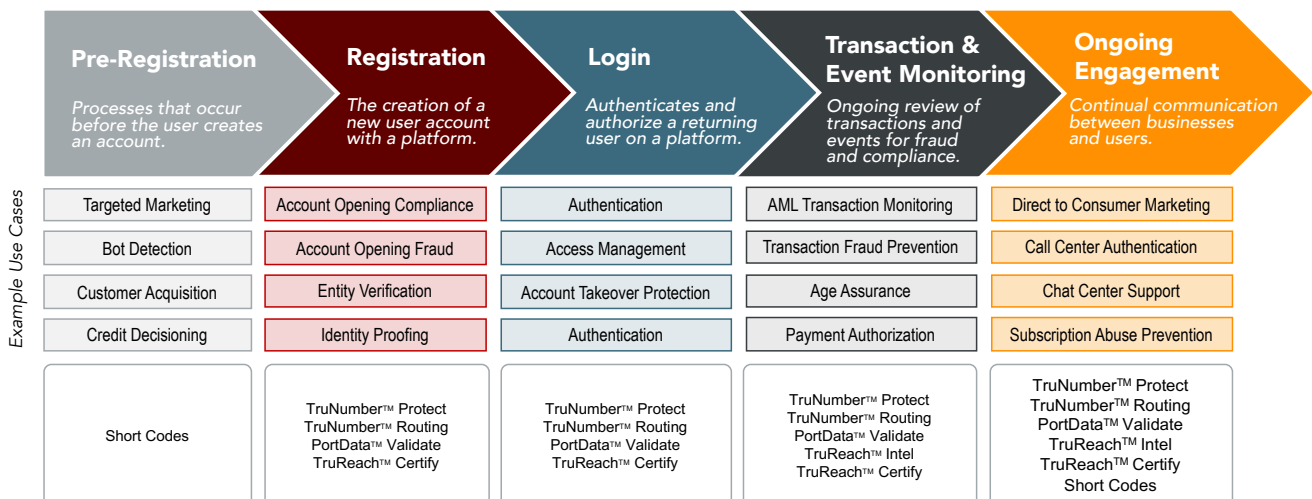 Pre-Registration
Processes that occur
before the user creates
an account.
Registration
The creation of a
new user account
with a platform.
Login
Authenticates and
authorize a returning
user on a platform.
Transaction &
Event Monitoring
Ongoing review of
transactions and
events for fraud
and compliance.
Ongoing
Engagement
Continual communication
between businesses
and users.
Example Use Cases
Targeted Marketing
Bot Detection
Customer Acquisition
Credit Decisioning
Account Opening Compliance
Account Opening Fraud
Entity Verification
Identity Proofing
Authentication
Access Management
Account Takeover Protection
Authentication
AML Transaction Monitoring
Transaction Fraud Prevention
Age Assurance
Payment Authorization
Direct to Consumer Marketing
Call Center Authentication
Chat Center Support
Subscription Abuse Prevention
Short Codes
TruNumber™ Protect
TruNumber™ Routing
PortData™ Validate
TruReach™ Certify
TruNumber™ Protect
TruNumber™ Routing
PortData™ Validate
TruReach™ Certify
TruNumber™ Protect
TruNumber™ Routing
PortData™ Validate
TruReach™ Intel
TruReach™ Certify
TruNumber™ Protect
TruNumber™ Routing
PortData™ Validate
TruReach™ Intel
TruReach™ Certify
Short Codes